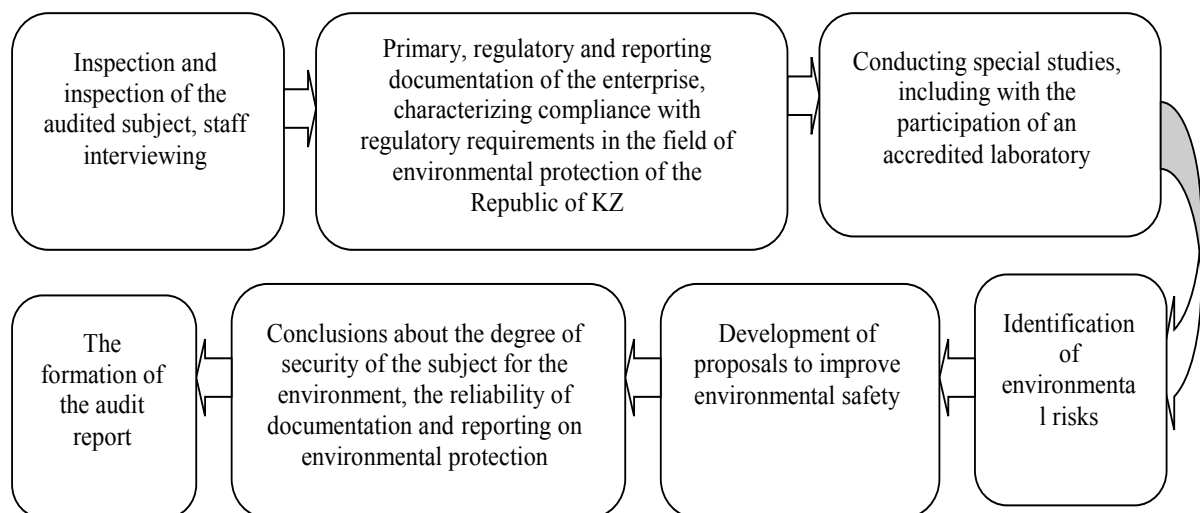 Inspection and
inspection of the
audited subject, staff
interviewing
Primary, regulatory and reporting
documentation of the enterprise,
characterizing compliance with
regulatory requirements in the field of
environmental protection of the
Republic of KZ
Conducting special studies,
including with the
participation of an
accredited laboratory
Identification
of
environmenta
l risks
Development of
proposals to improve
environmental safety
Conclusions about the degree of
security of the subject for the
environment, the reliability of
documentation and reporting on
environmental protection
The
formation of
the audit
report